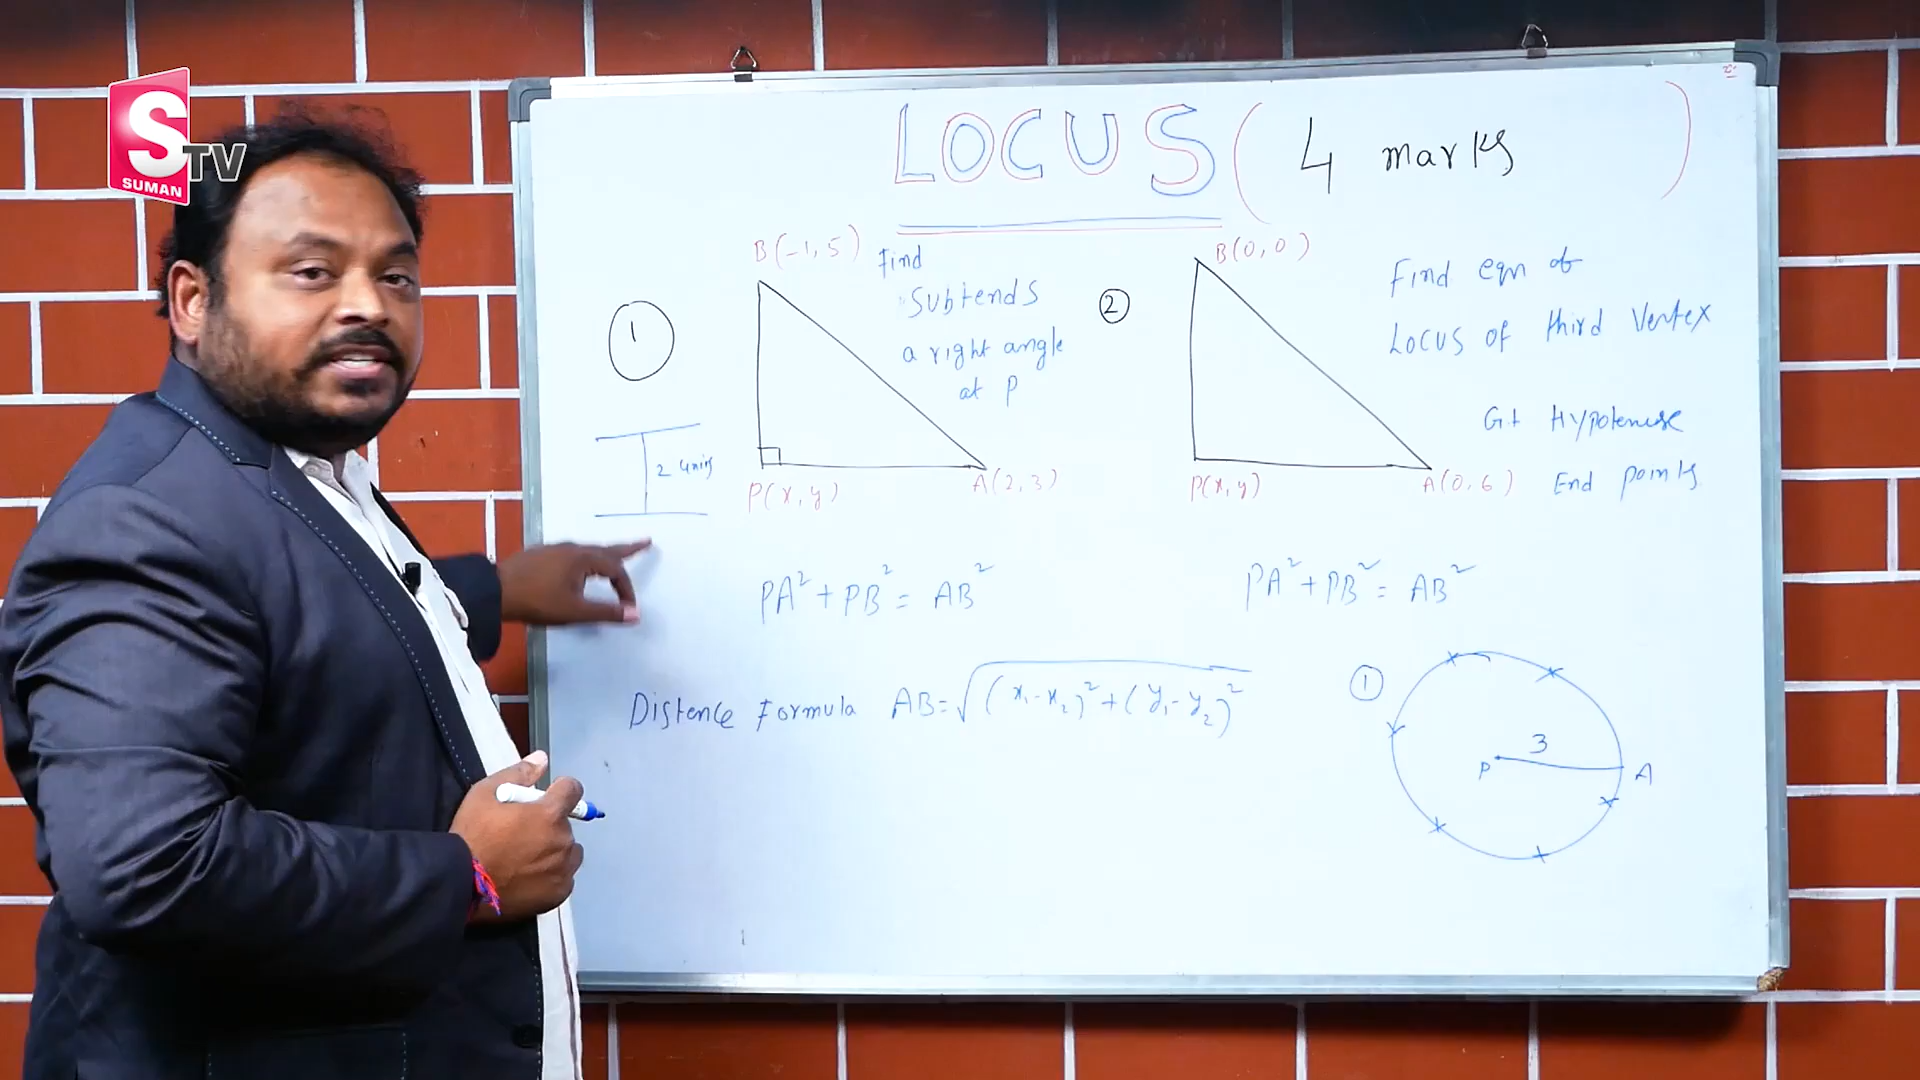 S
TV
SUMAN
LOCUS ( 4 marks )
B(-1, 5)
Find
Subtends
a right angle
at P
1
2 units
P(x, y)
A(2, 3)
PA² + PB² = AB²
2
B(0, 0)
Find eqn of
Locus of third Vertex
G.t Hypotenuse
End points
P(x, y)
A(0, 6)
PA² + PB² = AB²
Distence Formula AB = √(x₁ - x₂)² + (y₁ - y₂)²
1
3
P
A